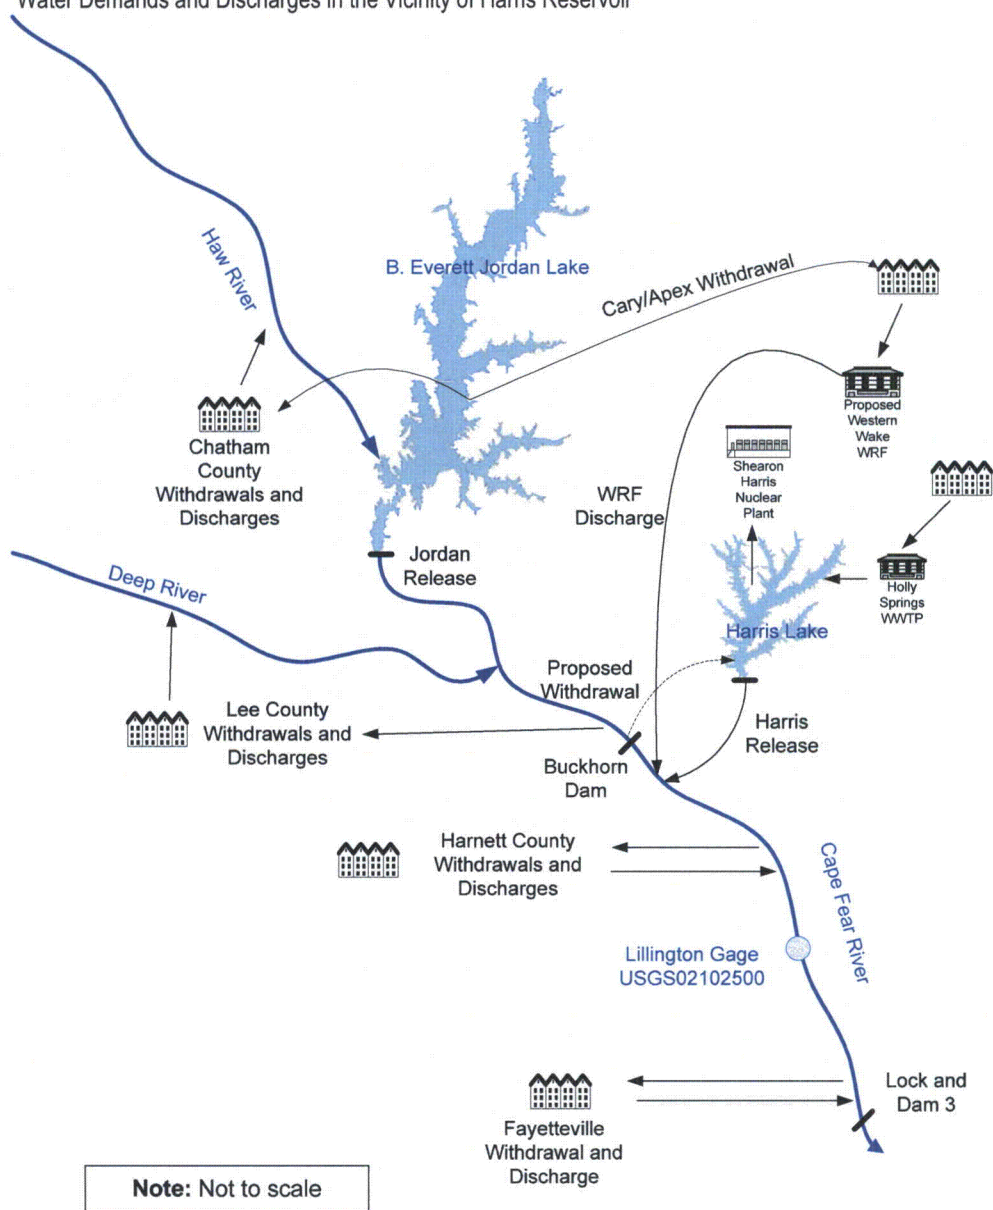 Water Demands and Discharges in the Vicinity of Harris Reservoir
Haw River
B. Everett Jordan Lake
Cary/Apex Withdrawal
Proposed
Western
Wake
WRF
Chatham
County
Withdrawals and
Discharges
Shearon
Harris
Nuclear
Plant
WRF
Discharge
Jordan
Release
Deep River
Holly
Springs
WWTP
Harris Lake
Proposed
Withdrawal
Lee County
Withdrawals and
Discharges
Harris
Release
Buckhorn
Dam
Harnett County
Withdrawals and
Discharges
Cape Fear River
Lillington Gage
USGS02102500
Lock and
Dam 3
Fayetteville
Withdrawal and
Discharge
Note: Not to scale